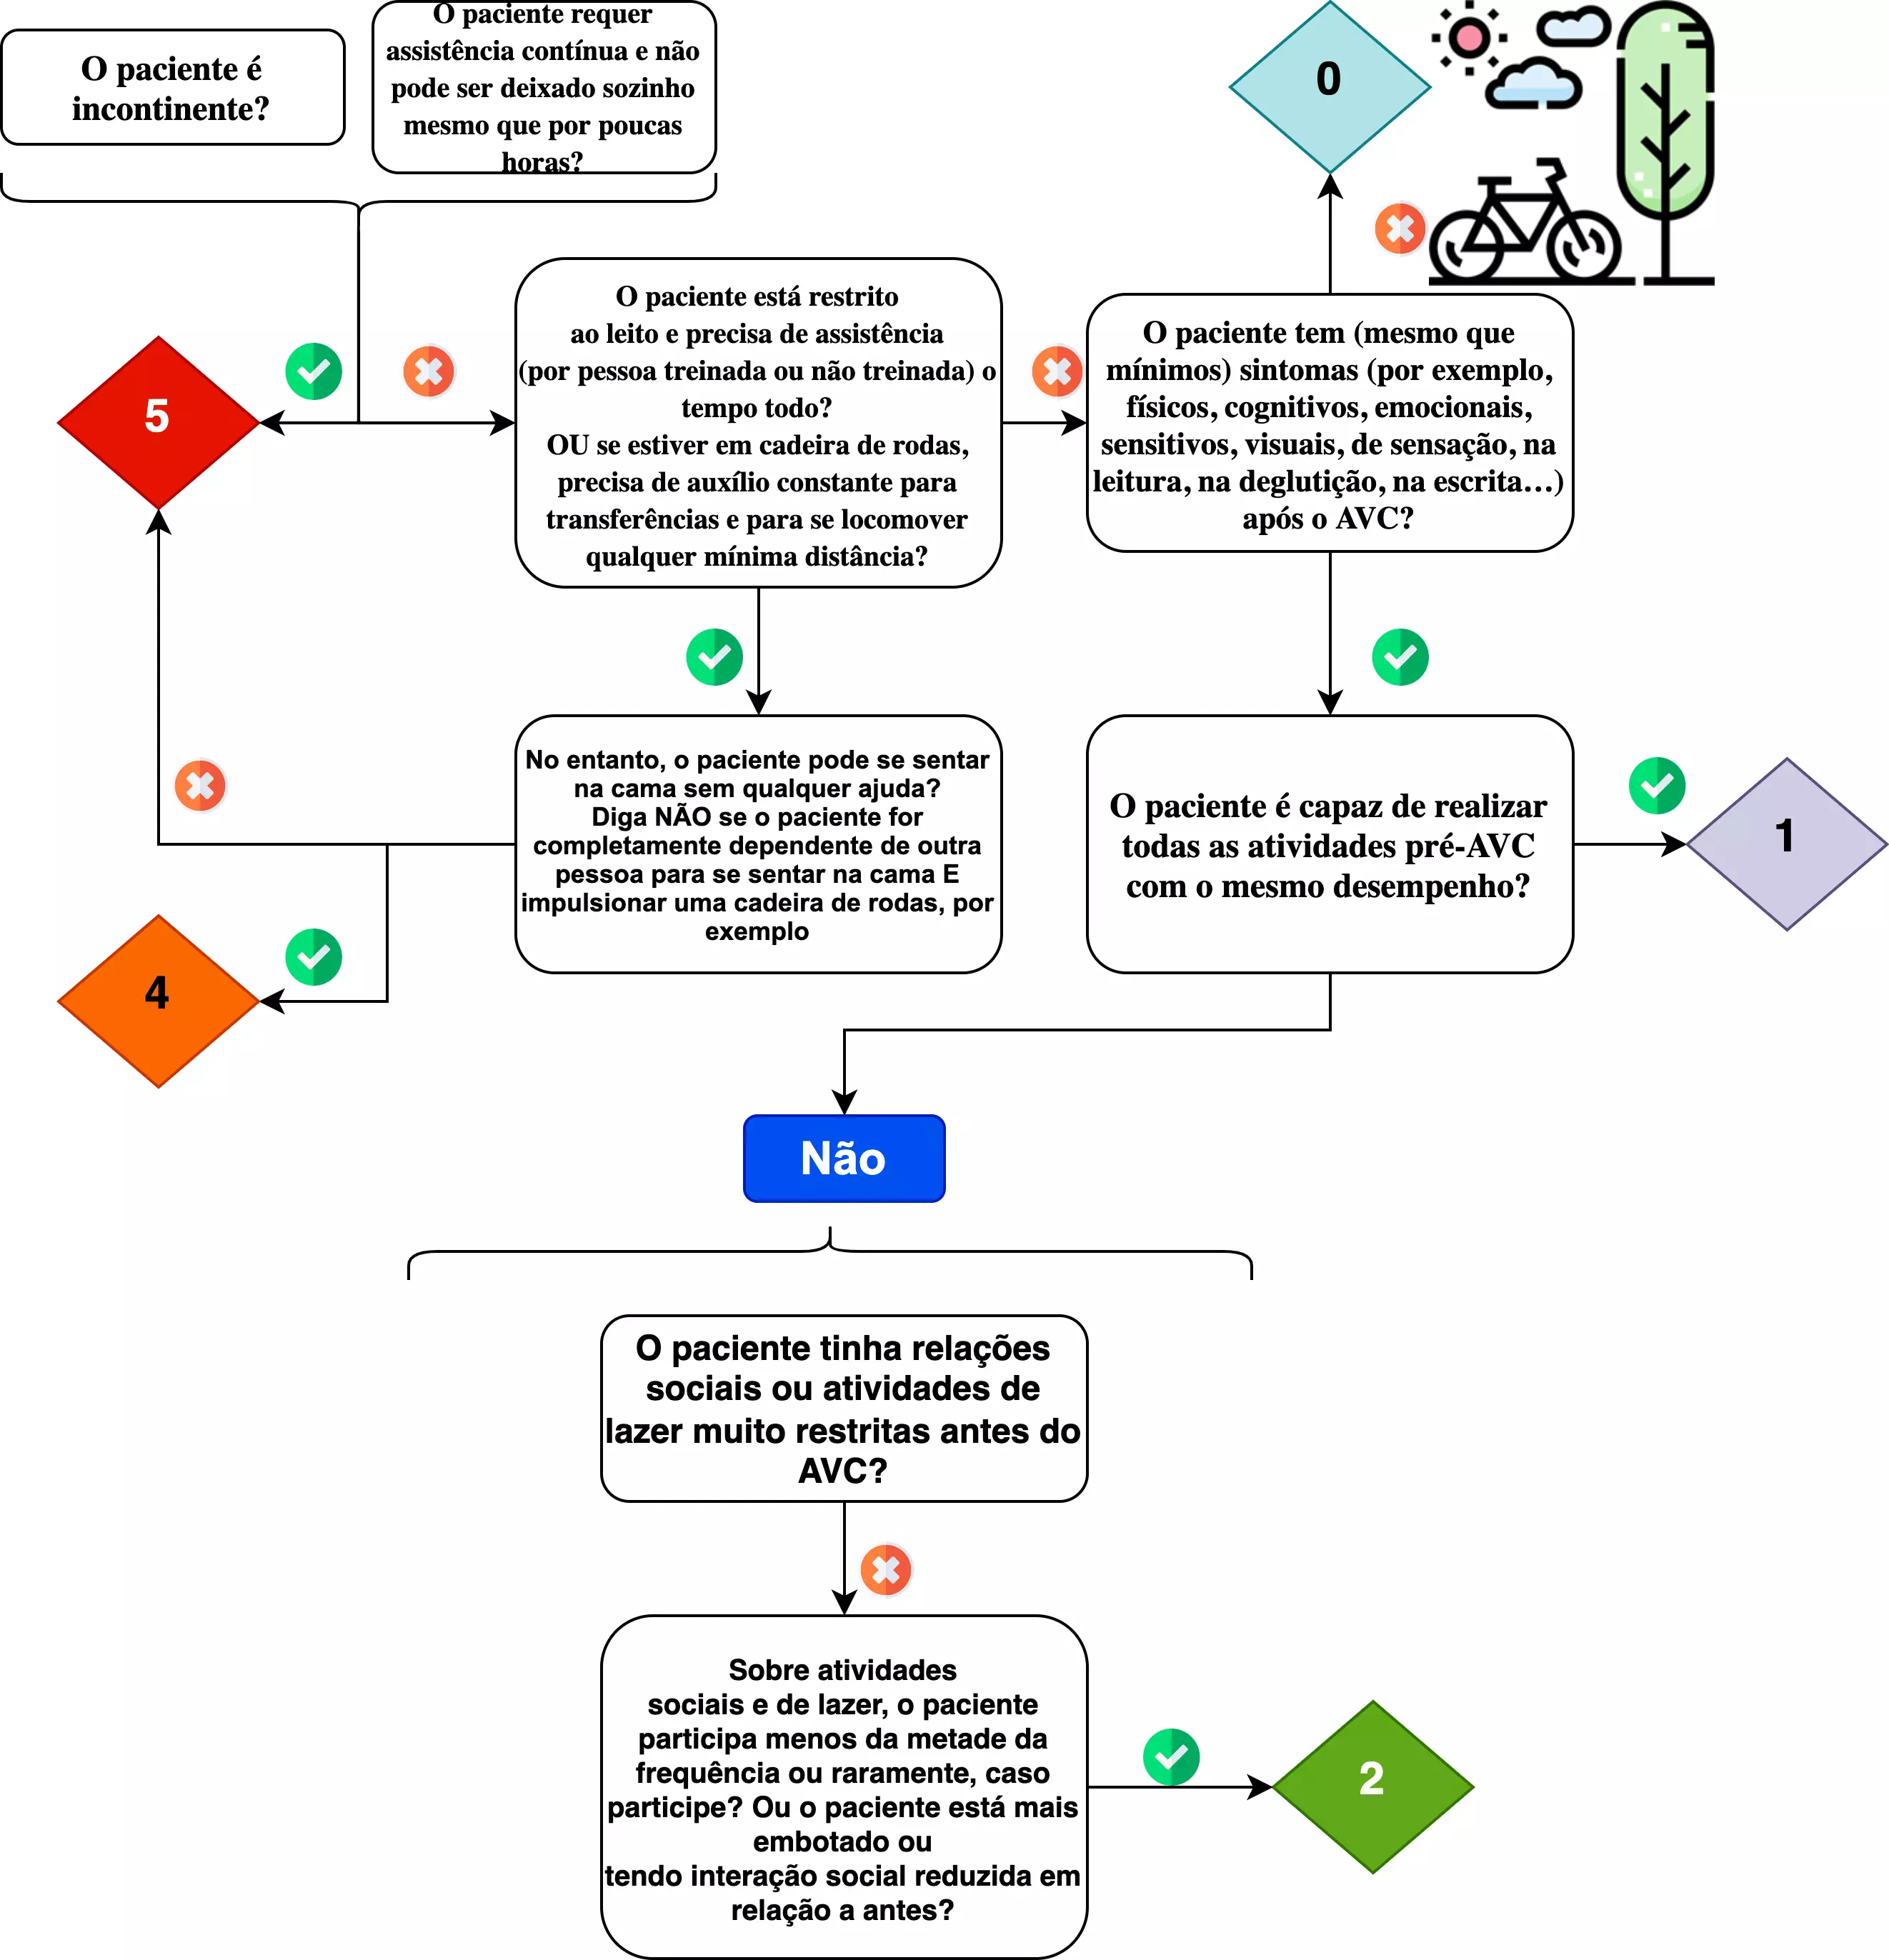 O paciente é
incontinente?
O paciente requer
assistência contínua e não
pode ser deixado sozinho
mesmo que por poucas
horas?
0
O paciente está restrito
ao leito e precisa de assistência
(por pessoa treinada ou não treinada) o
tempo todo?
OU se estiver em cadeira de rodas,
precisa de auxílio constante para
transferências e para se locomover
qualquer mínima distância?
O paciente tem (mesmo que
mínimos) sintomas (por exemplo,
físicos, cognitivos, emocionais,
sensitivos, visuais, de sensação, na
leitura, na deglutição, na escrita…)
após o AVC?
5
No entanto, o paciente pode se sentar
na cama sem qualquer ajuda?
Diga NÃO se o paciente for
completamente dependente de outra
pessoa para se sentar na cama E
impulsionar uma cadeira de rodas, por
exemplo
O paciente é capaz de realizar
todas as atividades pré-AVC
com o mesmo desempenho?
1
4
Não
O paciente tinha relações
sociais ou atividades de
lazer muito restritas antes do
AVC?
Sobre atividades
sociais e de lazer, o paciente
participa menos da metade da
frequência ou raramente, caso
participe? Ou o paciente está mais
embotado ou
tendo interação social reduzida em
relação a antes?
2